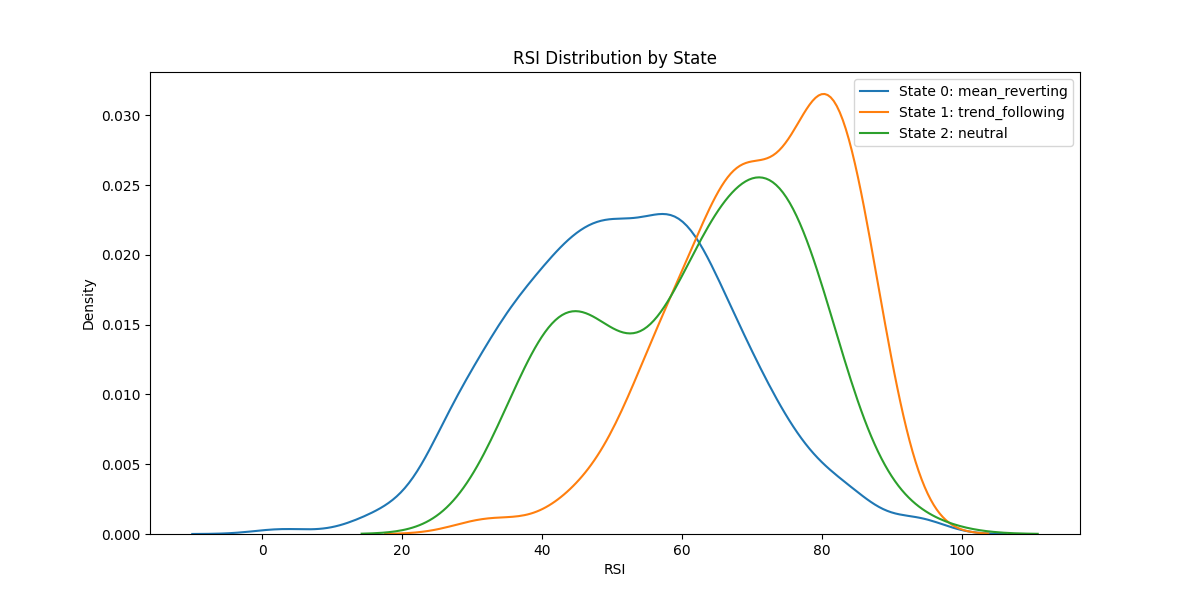 RSI Distribution by State
State 0: mean_reverting
State 1: trend_following
State 2: neutral
0.030
0.025
0.020
0.015
0.010
0.005
0.000
Density
0 20 40 60 80 100
RSI